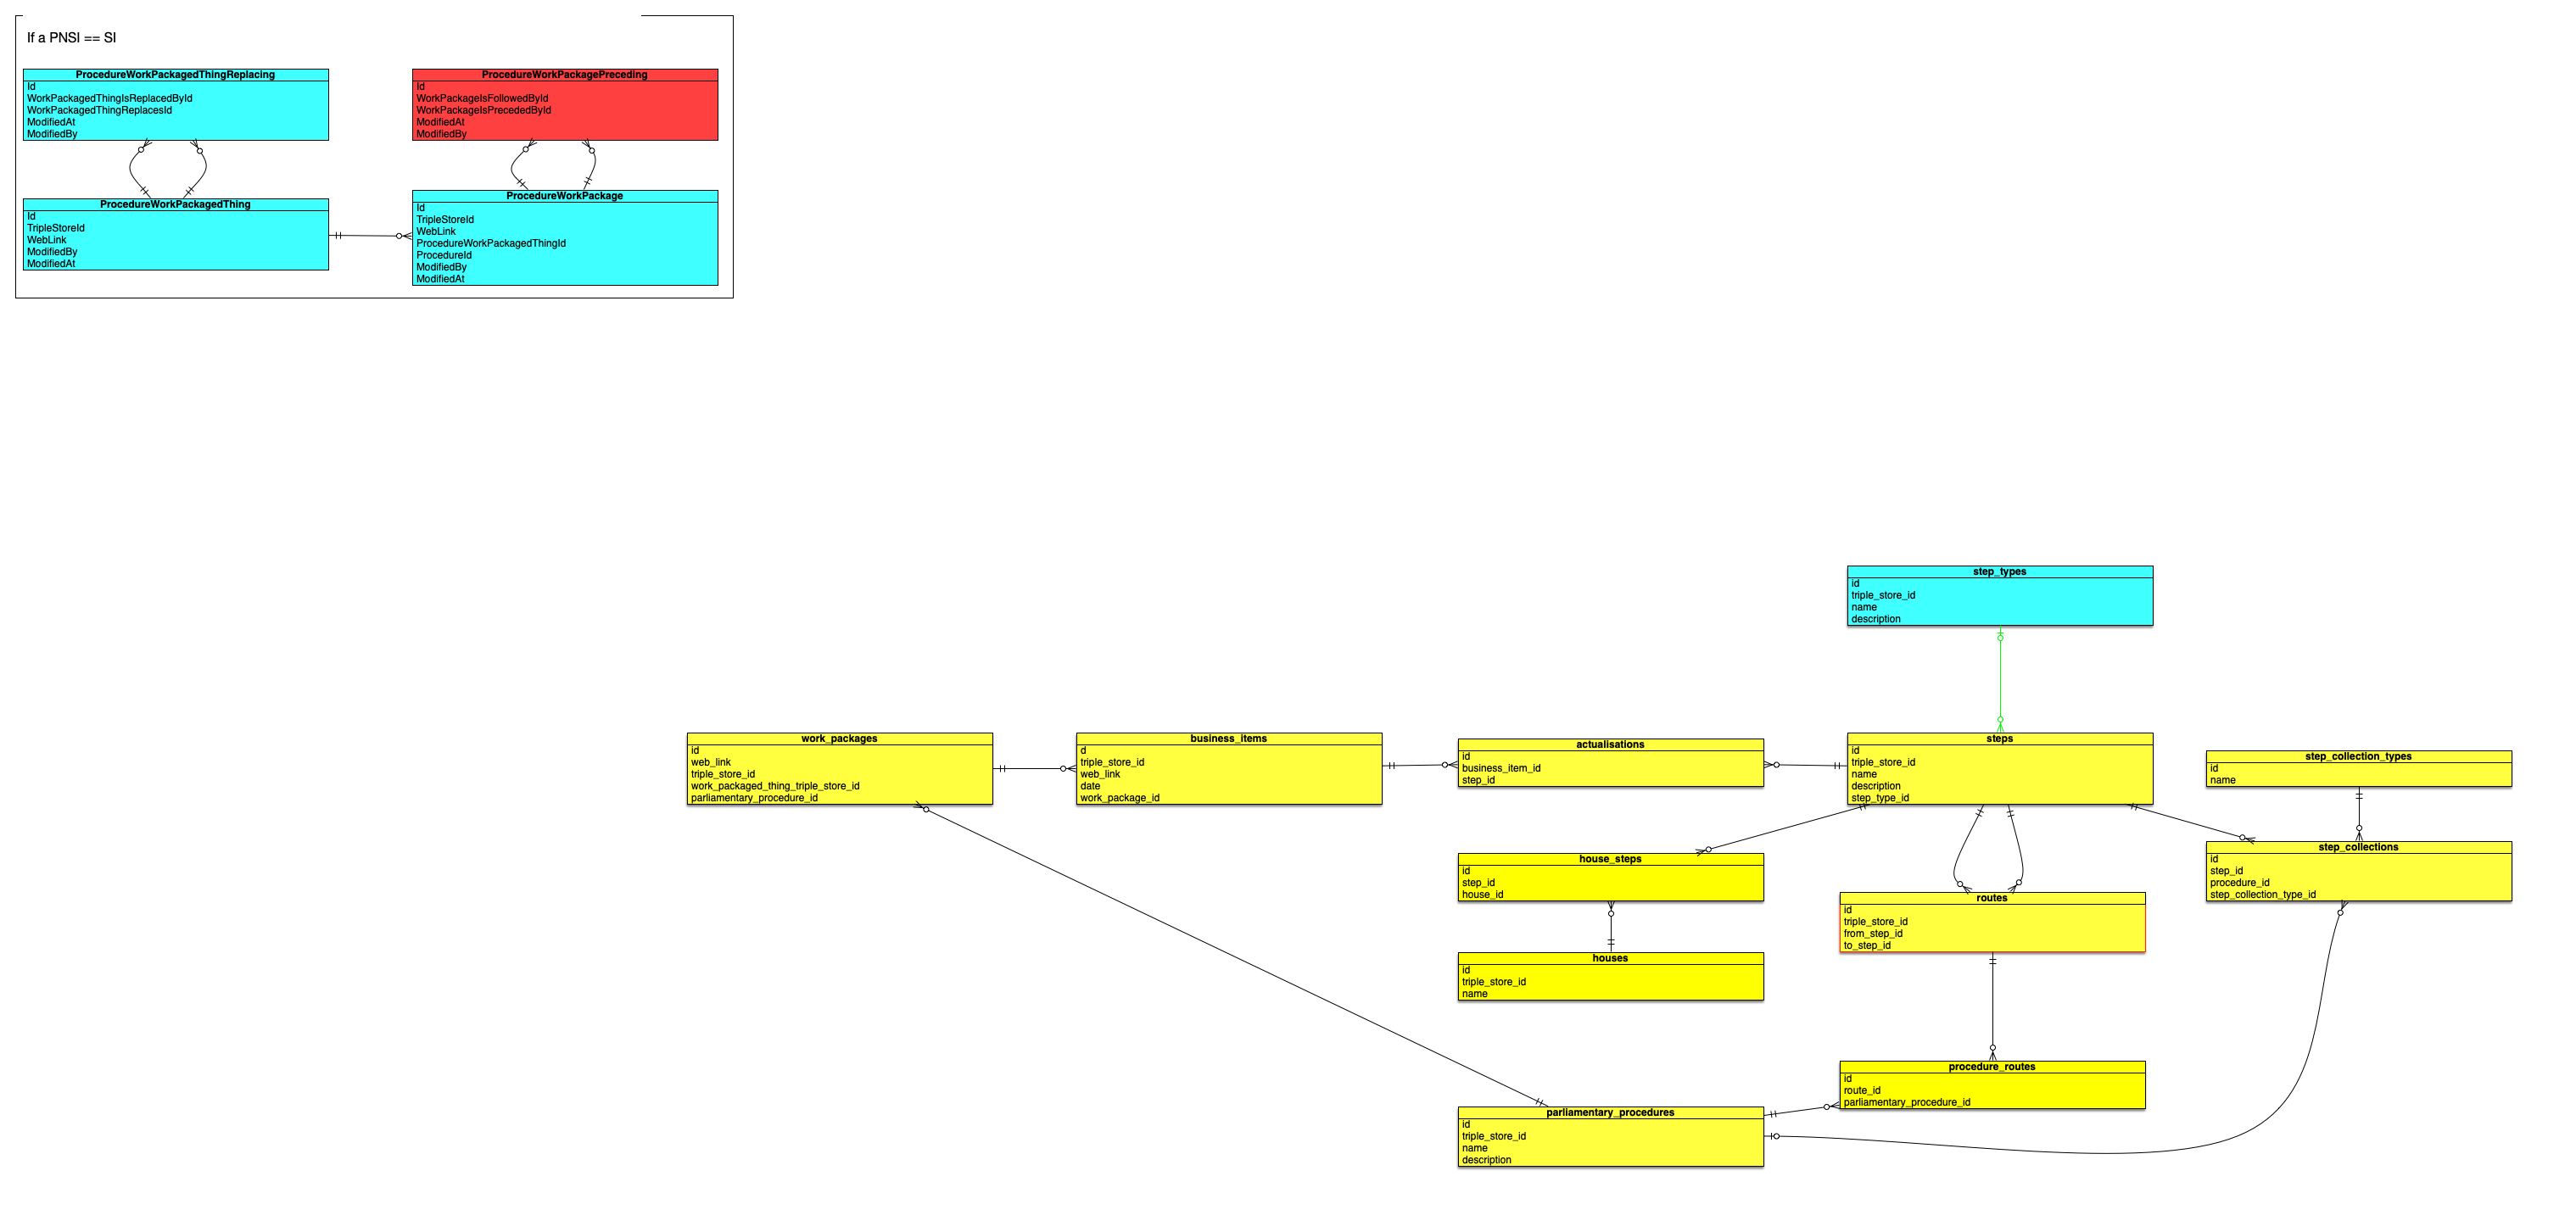 If a PNSI == SI
ProcedureWorkPackagedThingReplacing
Id
WorkPackagedThingIsReplacedById
WorkPackagedThingReplacesId
ModifiedAt
ModifiedBy
ProcedureWorkPackagePreceding
Id
WorkPackageIsFollowedById
WorkPackageIsPrecededById
ModifiedAt
ModifiedBy
ProcedureWorkPackagedThing
Id
TripleStoreId
WebLink
ModifiedBy
ModifiedAt
ProcedureWorkPackage
Id
TripleStoreId
WebLink
ProcedureWorkPackagedThingId
ProcedureId
ModifiedBy
ModifiedAt
step_types
id
triple_store_id
name
description
work_packages
id
web_link
triple_store_id
work_packaged_thing_triple_store_id
parliamentary_procedure_id
business_items
d
triple_store_id
web_link
date
work_package_id
actualisations
id
business_item_id
step_id
steps
id
triple_store_id
name
description
step_type_id
step_collection_types
id
name
house_steps
id
step_id
house_id
step_collections
id
step_id
procedure_id
step_collection_type_id
routes
id
triple_store_id
from_step_id
to_step_id
houses
id
triple_store_id
name
procedure_routes
id
route_id
parliamentary_procedure_id
parliamentary_procedures
id
triple_store_id
name
description